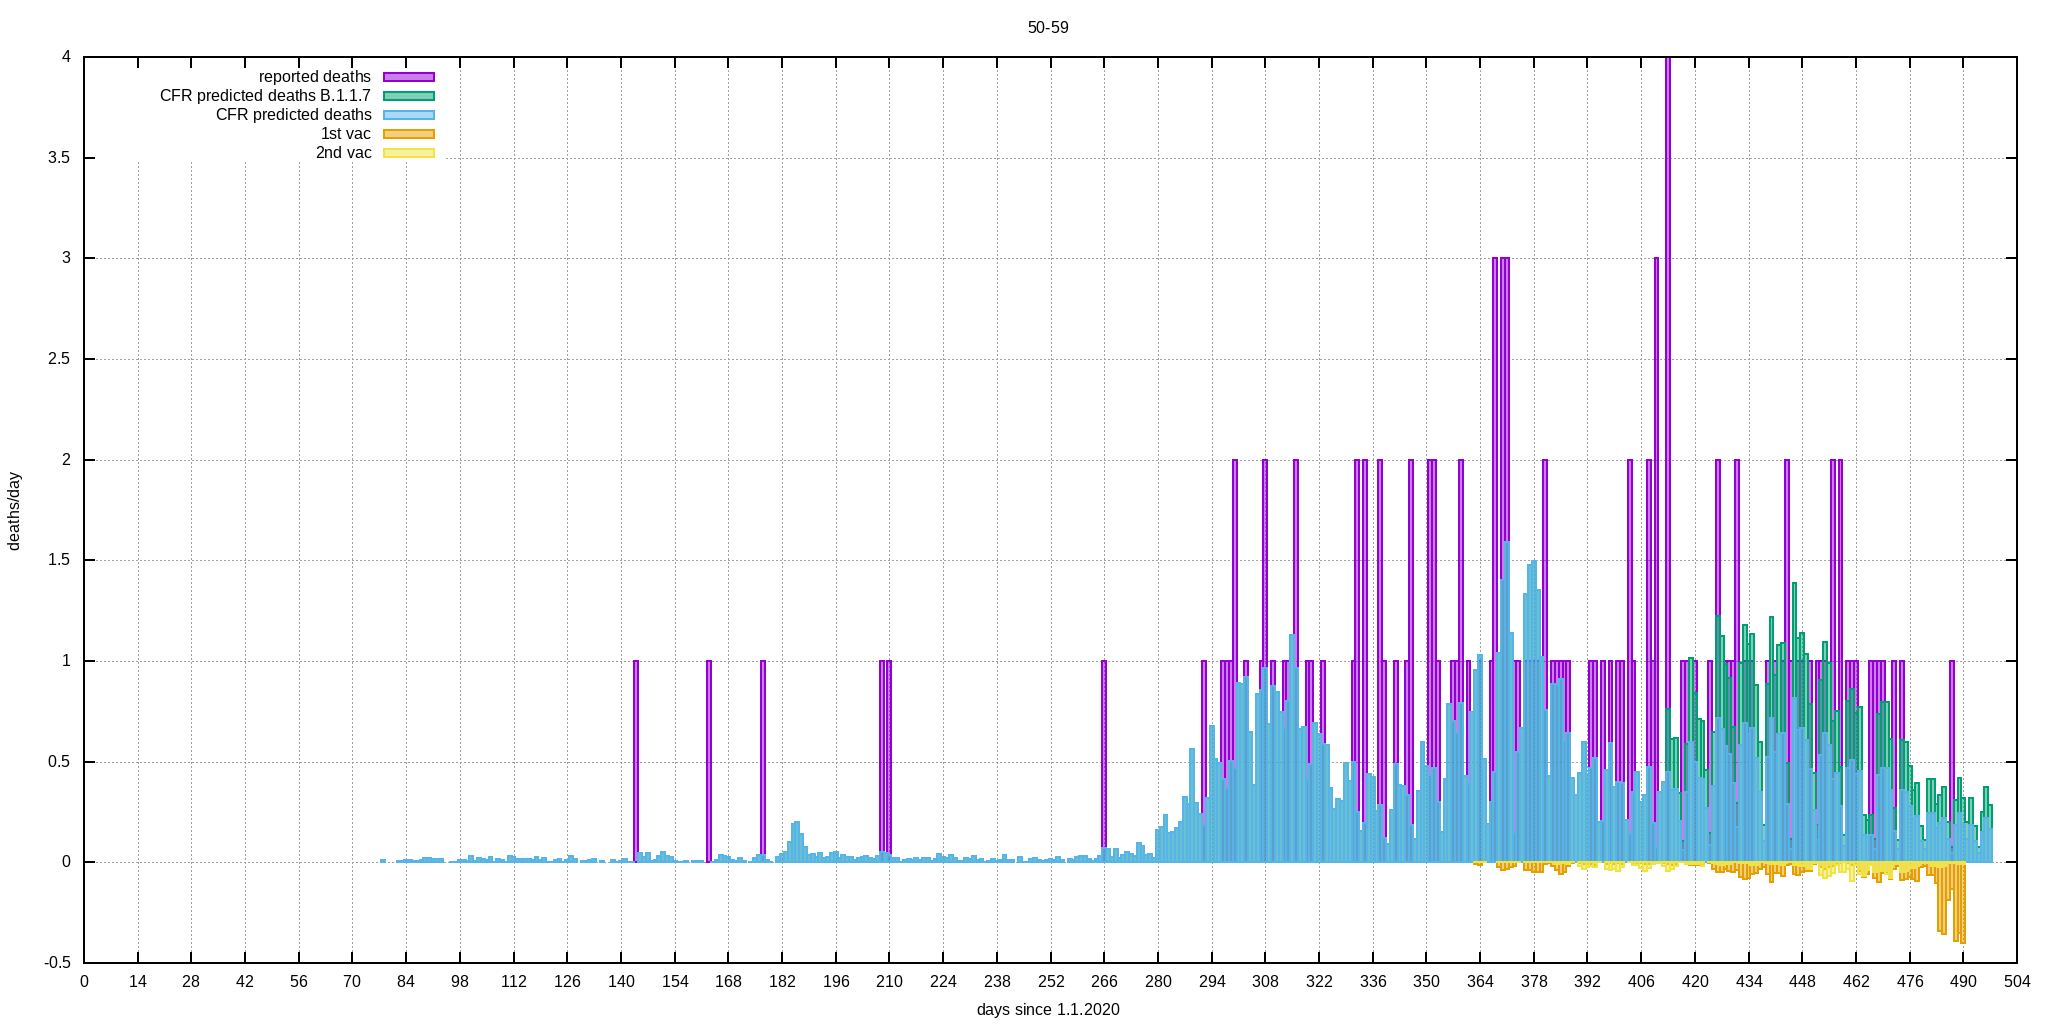 50-59
reported deaths
CFR predicted deaths B.1.1.7
CFR predicted deaths
1st vac
2nd vac
4
3.5
3
2.5
2
1.5
1
0.5
0
-0.5
deaths/day
0 14 28 42 56 70 84 98 112 126 140 154 168 182 196 210 224 238 252 266 280 294 308 322 336 350 364 378 392 406 420 434 448 462 476 490 504
days since 1.1.2020